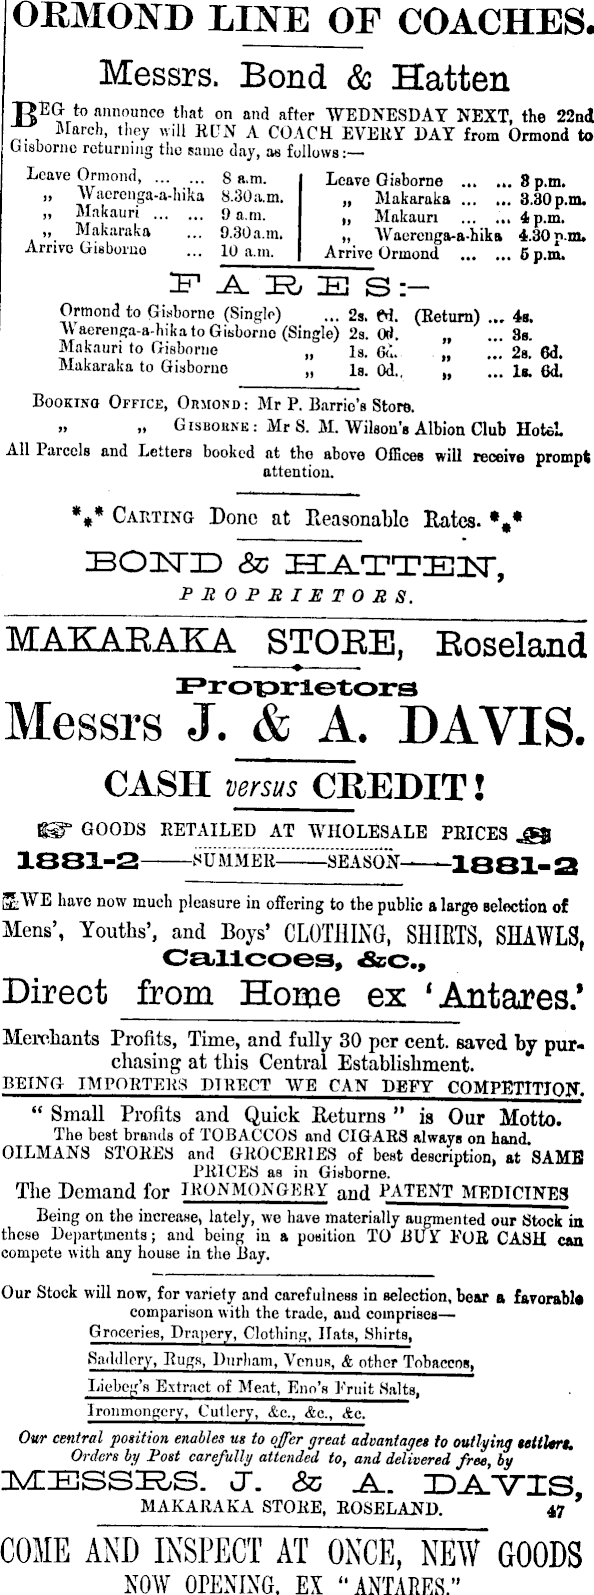 ORMOND LINE OF COACHES.
Messrs. Bond & Hatten
BEG to announce that on and after WEDNESDAY NEXT, the 22nd
March, they will RUN A COACH EVERY DAY from Ormond to
Gisborne returning the same day, as follows:—
Leave Ormond, ... ... 8 a.m.
„ Waerenga-a-hika 8.30a.m.
„ Makauri ... ... 9 a.m.
„ Makaraka ... 9.30a.m.
Arrive Gisborne ... 10 a.m.
Leave Gisborne ... ... 3 p.m.
„ Makaraka ... ... 3.30 p.m.
„ Makauri ... ... 4 p.m.
„ Waerenga-a-hika 4.30 p.m.
Arrive Ormond ... ... 5 p.m.
FARES:—
Ormond to Gisborne (Single) ... 2s. 6d. (Return) ... 4s.
Waerenga-a-hika to Gisborne (Single) 2s. 0d. „ ... 3s.
Makauri to Gisborne „ 1s. 6d. „ ... 2s. 6d.
Makaraka to Gisborne „ 1s. 0d., „ ... 1s. 6d.
BOOKING OFFICE, ORMOND: Mr P. Barrie's Store.
„ „ GISBORNE: Mr S. M. Wilson's Albion Club Hotel.
All Parcels and Letters booked at the above Offices will receive prompt
attention.
*⁎* CARTING Done at Reasonable Rates. *⁎*
BOND & HATTEN,
PROPRIETORS.
MAKARAKA STORE, Roseland
Proprietors
Messrs J. & A. DAVIS.
CASH versus CREDIT!
☞ GOODS RETAILED AT WHOLESALE PRICES ☜
1881-2——SUMMER——SEASON——1881-2
☞ WE have now much pleasure in offering to the public a large selection of
Mens', Youths', and Boys' CLOTHING, SHIRTS, SHAWLS,
Calicoes, &c.,
Direct from Home ex 'Antares.'
Merchants Profits, Time, and fully 30 per cent. saved by pur-
chasing at this Central Establishment.
BEING IMPORTERS DIRECT WE CAN DEFY COMPETITION.
"Small Profits and Quick Returns" is Our Motto.
The best brands of TOBACCOS and CIGARS always on hand.
OILMANS STORES and GROCERIES of best description, at SAME
PRICES as in Gisborne.
The Demand for IRONMONGERY and PATENT MEDICINES
Being on the increase, lately, we have materially augmented our Stock in
these Departments; and being in a position TO BUY FOR CASH can
compete with any house in the Bay.
Our Stock will now, for variety and carefulness in selection, bear a favorable
comparison with the trade, and comprises—
Groceries, Drapery, Clothing, Hats, Shirts,
Saddlery, Rugs, Durham, Venus, & other Tobaccos,
Liebeg's Extract of Meat, Eno's Fruit Salts,
Ironmongery, Cutlery, &c., &c., &c.
Our central position enables us to offer great advantages to outlying settlers.
Orders by Post carefully attended to, and delivered free, by
MESSRS. J. & A. DAVIS,
MAKARAKA STORE, ROSELAND. 47
COME AND INSPECT AT ONCE, NEW GOODS
NOW OPENING, EX "ANTARES."